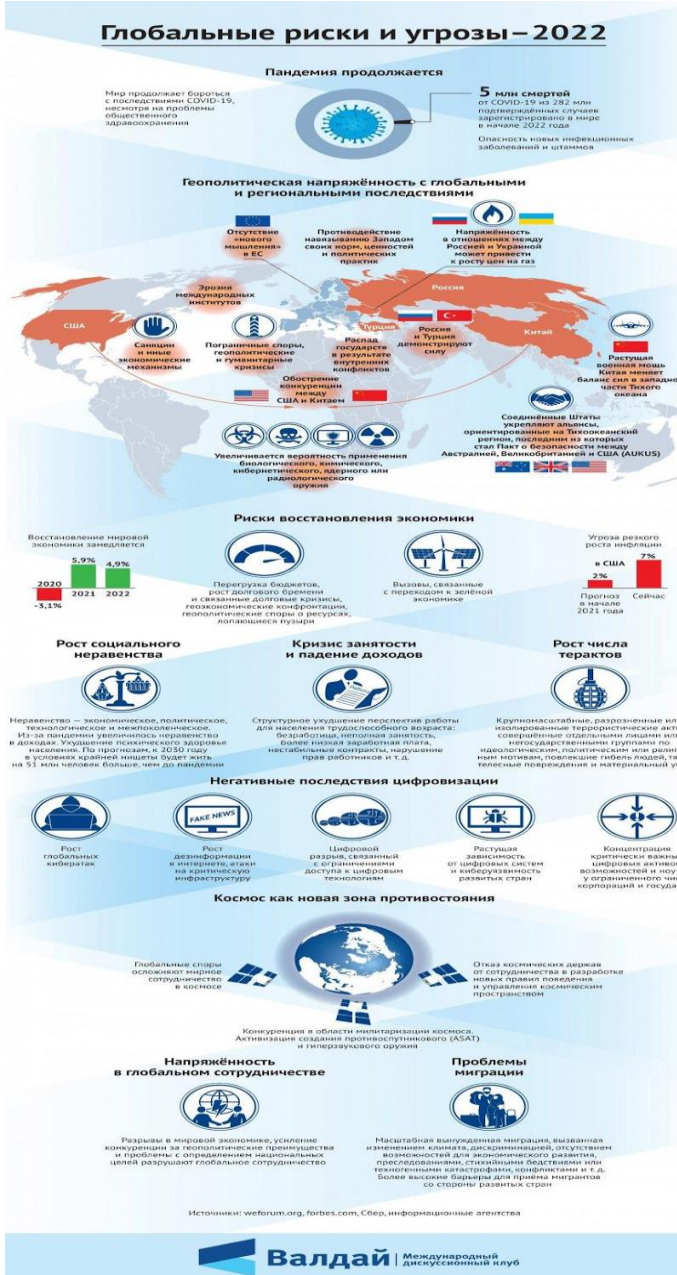 Глобальные риски и угрозы–2022
Пандемия продолжается
Мир продолжает бороться
с последствиями COVID-19,
несмотря на проблемы
общественного
здравоохранения
5 млн смертей
от COVID-19 из 282 млн
подтверждённых случаев
зарегистрировано в мире
в начале 2022 года
Опасность новых инфекционных
заболеваний и штаммов
Геополитическая напряжённость с глобальными
и региональными последствиями
Отсутствие
«нового
мышления»
в ЕС
Противодействие
навязыванию Западом
своих норм, ценностей
и политических
практик
Напряжённость
в отношениях между
Россией и Украиной
может привести
к росту цен на газ
Эрозия
международных
институтов
Россия
США
Турция
Китай
Санкции
и иные
экономические
механизмы
Пограничные споры,
геополитические
и гуманитарные
кризисы
Распад
государств
в результате
внутренних
конфликтов
Россия
и Турция
демонстрируют
силу
Растущая
военная мощь
Китая меняет
баланс сил в западно
части Тихого
океана
Обострение
конкуренции
между
США и Китаем
Соединённые Штаты
укрепляют альянсы,
ориентированные на Тихоокеанский
регион, последним из которых
стал Пакт о безопасности между
Австралией, Великобританией и США (AUKUS)
Увеличивается вероятность применения
биологического, химического,
кибернетического, ядерного или
радиологического
оружия
Риски восстановления экономики
Восстановление мировой
экономики замедляется
5,9% 4,9%
2020
2021 2022
-3,1%
Перегрузка бюджетов,
рост долгового бремени
и связанные долговые кризисы,
геоэкономические конфронтации,
геополитические споры о ресурсах,
лопающиеся пузыри
Вызовы, связанные
с переходом к зелёной
экономике
Угроза резкого
роста инфляции
в США
7%
2%
Прогноз
в начале
2021 года
Сейчас
Рост социального
неравенства
Неравенство — экономическое, политическое,
технологическое и межпоколенческое.
Из-за пандемии увеличилось неравенство
в доходах. Ухудшение психического здоровья
населения. По прогнозам, к 2030 году
в условиях крайней нищеты будет жить
на 51 млн человек больше, чем до пандемии
Кризис занятости
и падение доходов
Структурное ухудшение перспектив работы
для населения трудоспособного возраста:
безработица, неполная занятость,
более низкая заработная плата,
нестабильные контракты, нарушение
прав работников и т.д.
Рост числа
терактов
Крупномасштабные, разрозненные ил
изолированные террористические акт
совершённые отдельными лицами или
негосударственными группами по
идеологическим, политическим или религ
ным мотивам, повлекшие гибель людей, тя
телесные повреждения и материальный у
Негативные последствия цифровизации
Рост
глобальных
кибератак
FAKE NEWS
Рост
дезинформации
в интернете, атаки
на критическую
инфраструктуру
Цифровой
разрыв, связанный
с ограничениями
доступа к цифровым
технологиям
Растущая
зависимость
от цифровых систем
и киберуязвимость
развитых стран
Концентрация
критически важны
цифровых активо
возможностей и ноу-
у ограниченного чис
корпораций и госуда
Космос как новая зона противостояния
Глобальные споры
осложняют мирное
сотрудничество
в космосе
Отказ космических держав
от сотрудничества в разработке
новых правил поведения
и управления космическим
пространством
Конкуренция в области милитаризации космоса.
Активизация создания противоспутникового (ASAT)
и гиперзвукового оружия
Напряжённость
в глобальном сотрудничестве
Разрывы в мировой экономике, усиление
конкуренции за геополитические преимущества
и проблемы с определением национальных
целей разрушают глобальное сотрудничество
Проблемы
миграции
Масштабная вынужденная миграция, вызванная
изменением климата, дискриминацией, отсутствием
возможностей для экономического развития,
преследованиями, стихийными бедствиями или
техногенными катастрофами, конфликтами и т. д.
Более высокие барьеры для приёма мигрантов
со стороны развитых стран
Источники: weforum.org, forbes.com, Сбер, информационные агентства
Валдай
Международный
дискуссионный клуб